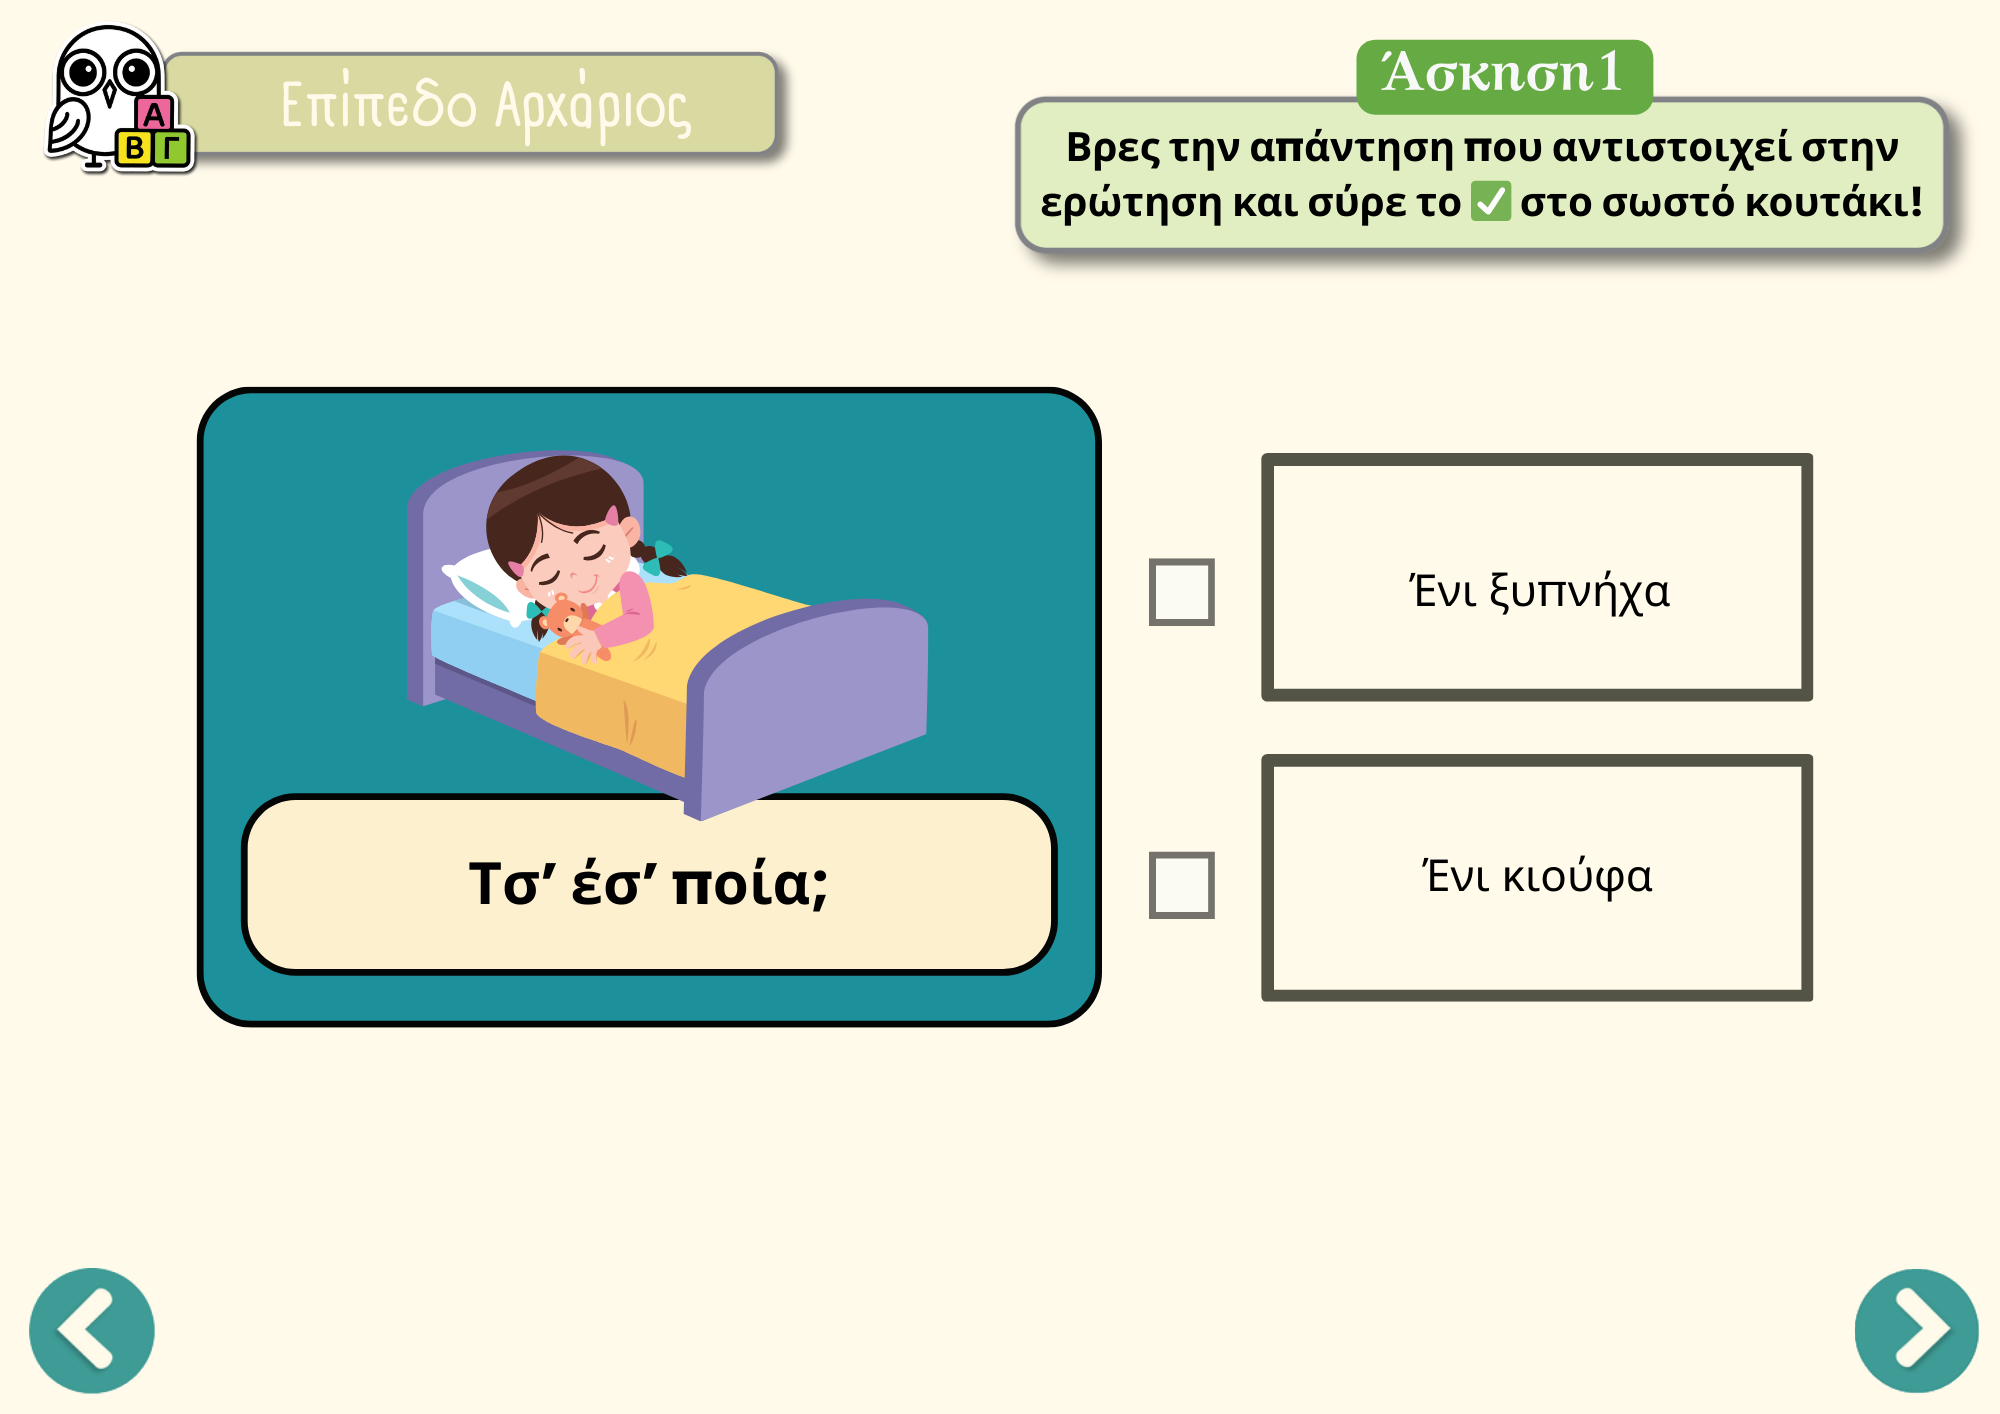 Επίπεδο Αρχάριος
Α
Β Γ
Άσκηση 1
Βρες την απάντηση που αντιστοιχεί στην
ερώτηση και σύρε το ✅ στο σωστό κουτάκι!
Ένι ξυπνήχα
Τσ’ έσ’ ποία;
Ένι κιούφα